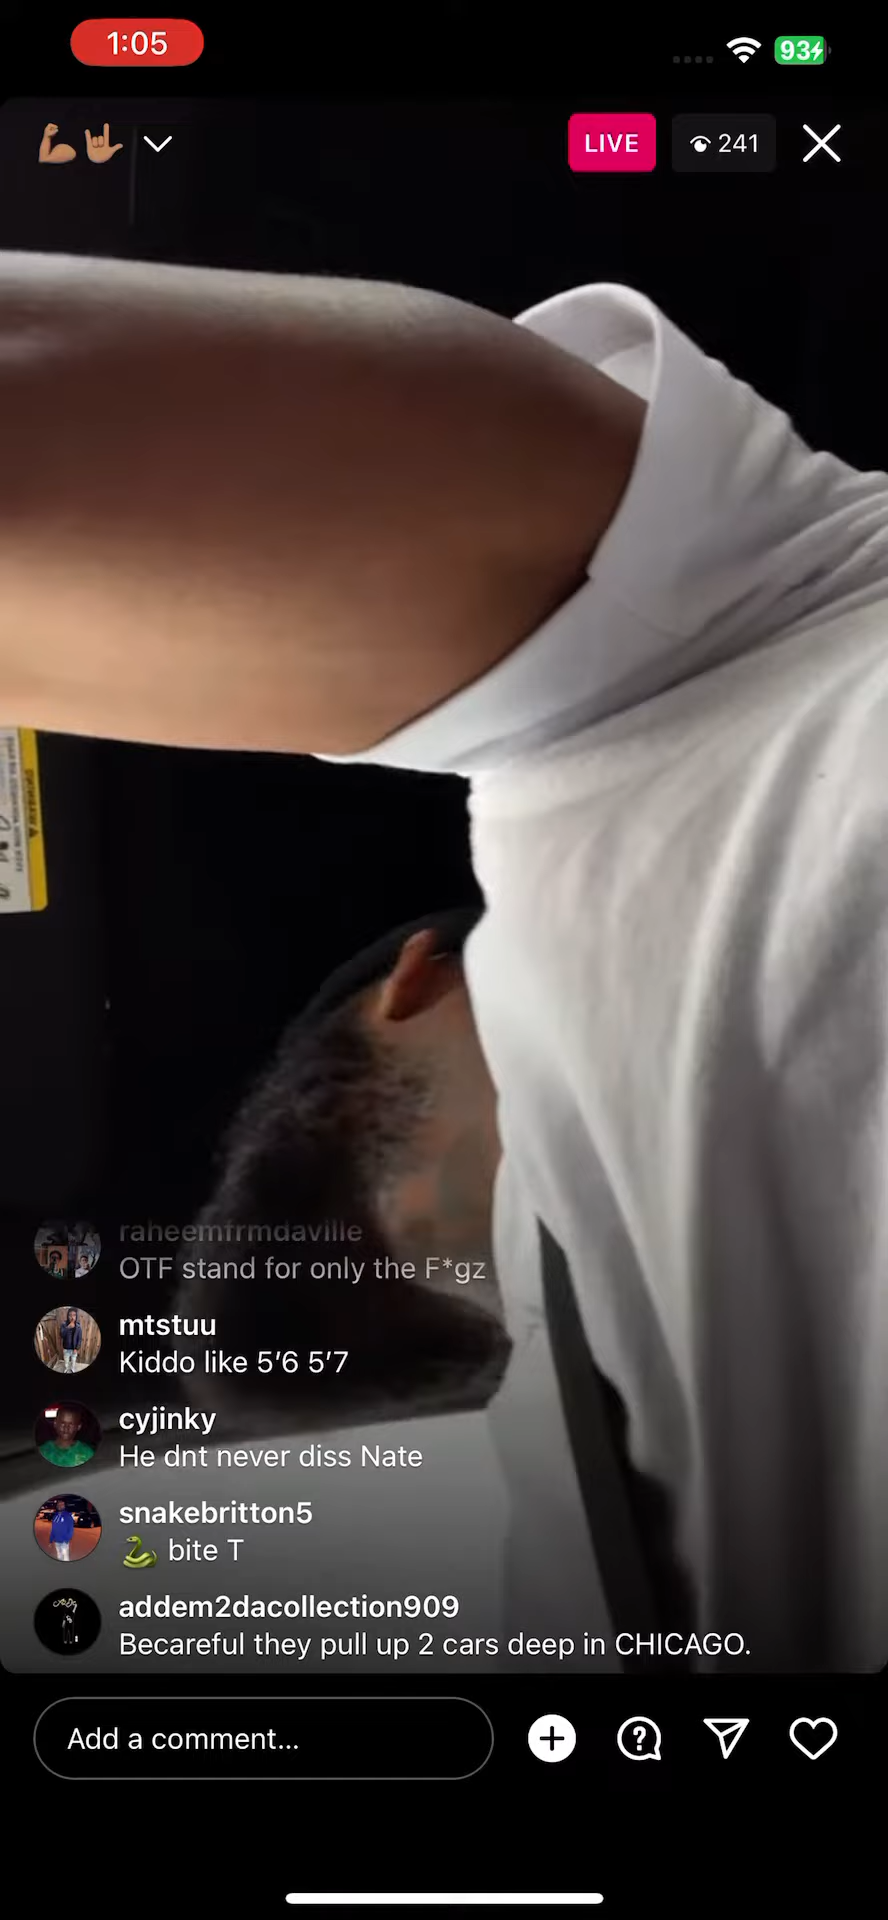 1:05
93
LIVE
241
raheemfrmdaville
OTF stand for only the F*gz
mtstuu
Kiddo like 5’6 5’7
cyjinky
He dnt never diss Nate
snakebritton5
🐍 bite T
addem2dacollection909
Becareful they pull up 2 cars deep in CHICAGO.
Add a comment...